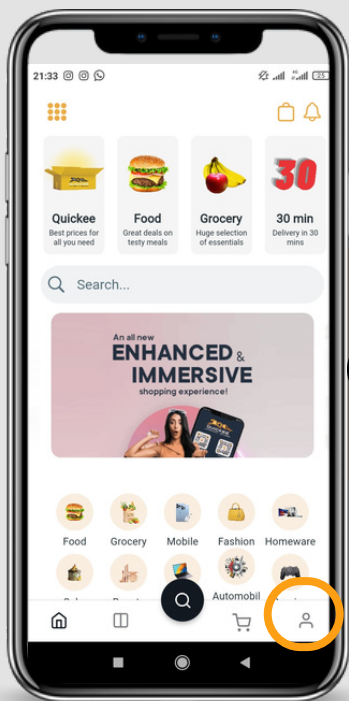 21:33
25
Quickee
Best prices for
all you need
Food
Great deals on
testy meals
Grocery
Huge selection
of essentials
30
30 min
Delivery in 30
mins
Search...
An all new
ENHANCED &
IMMERSIVE
shopping experience!
Food
Grocery
Mobile
Fashion
Homeware
Automobil